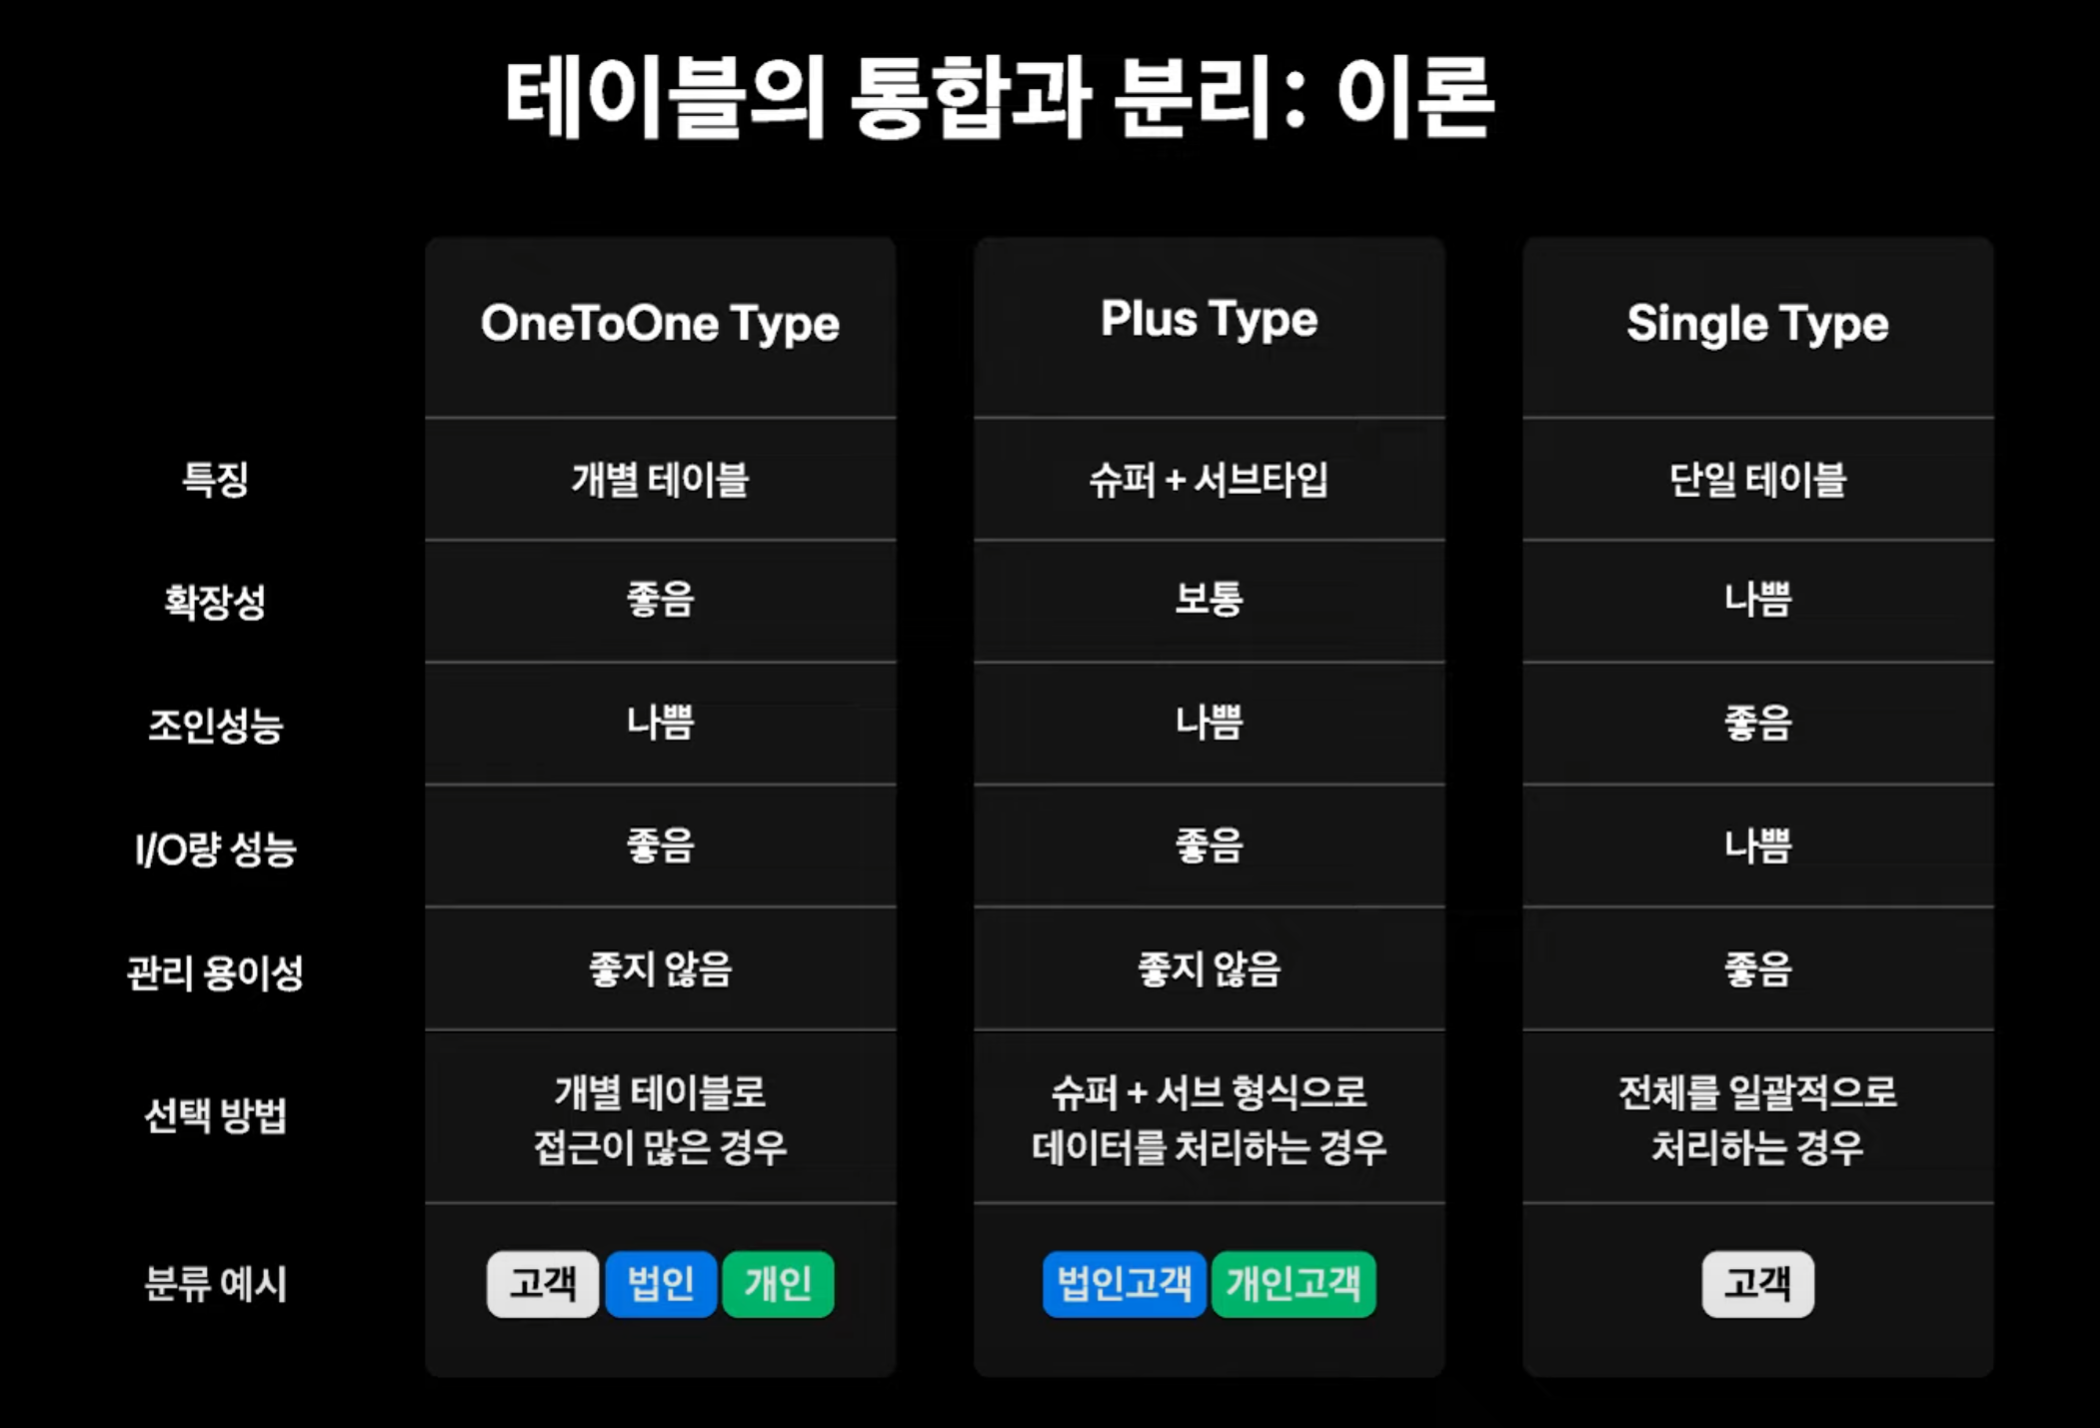 테이블의 통합과 분리: 이론
OneToOne Type
Plus Type
Single Type
특징
개별 테이블
슈퍼 + 서브타입
단일 테이블
확장성
좋음
보통
나쁨
조인성능
나쁨
나쁨
좋음
I/O량 성능
좋음
좋음
나쁨
관리 용이성
좋지 않음
좋지 않음
좋음
선택 방법
개별 테이블로
접근이 많은 경우
슈퍼 + 서브 형식으로
데이터를 처리하는 경우
전체를 일괄적으로
처리하는 경우
분류 예시
고객
법인
개인
법인고객
개인고객
고객